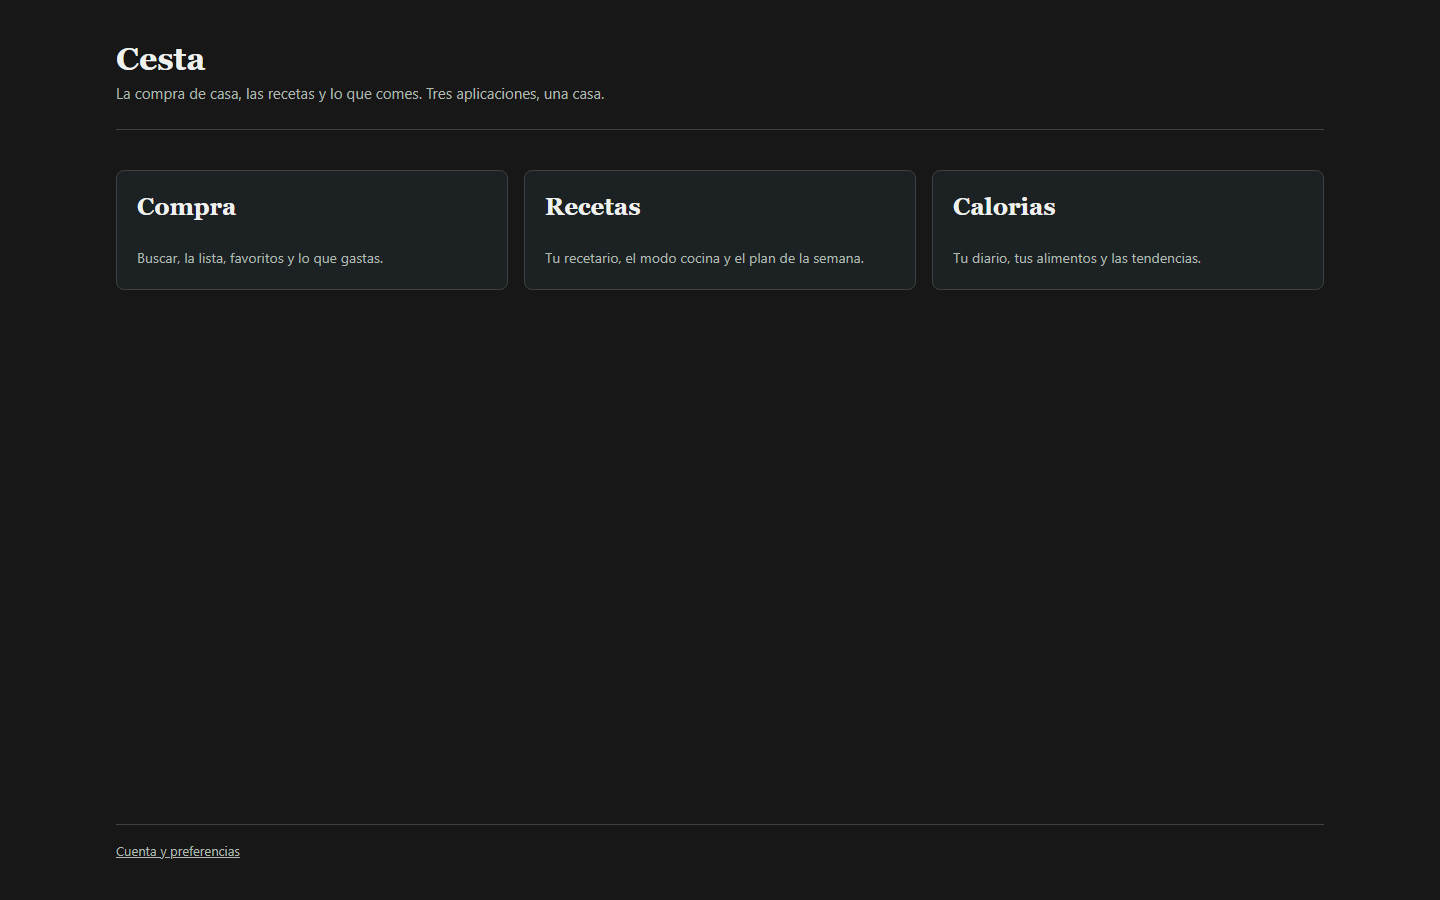 Cesta
La compra de casa, las recetas y lo que comes. Tres aplicaciones, una casa.
Compra
Buscar, la lista, favoritos y lo que gastas.
Recetas
Tu recetario, el modo cocina y el plan de la semana.
Calorias
Tu diario, tus alimentos y las tendencias.
Cuenta y preferencias